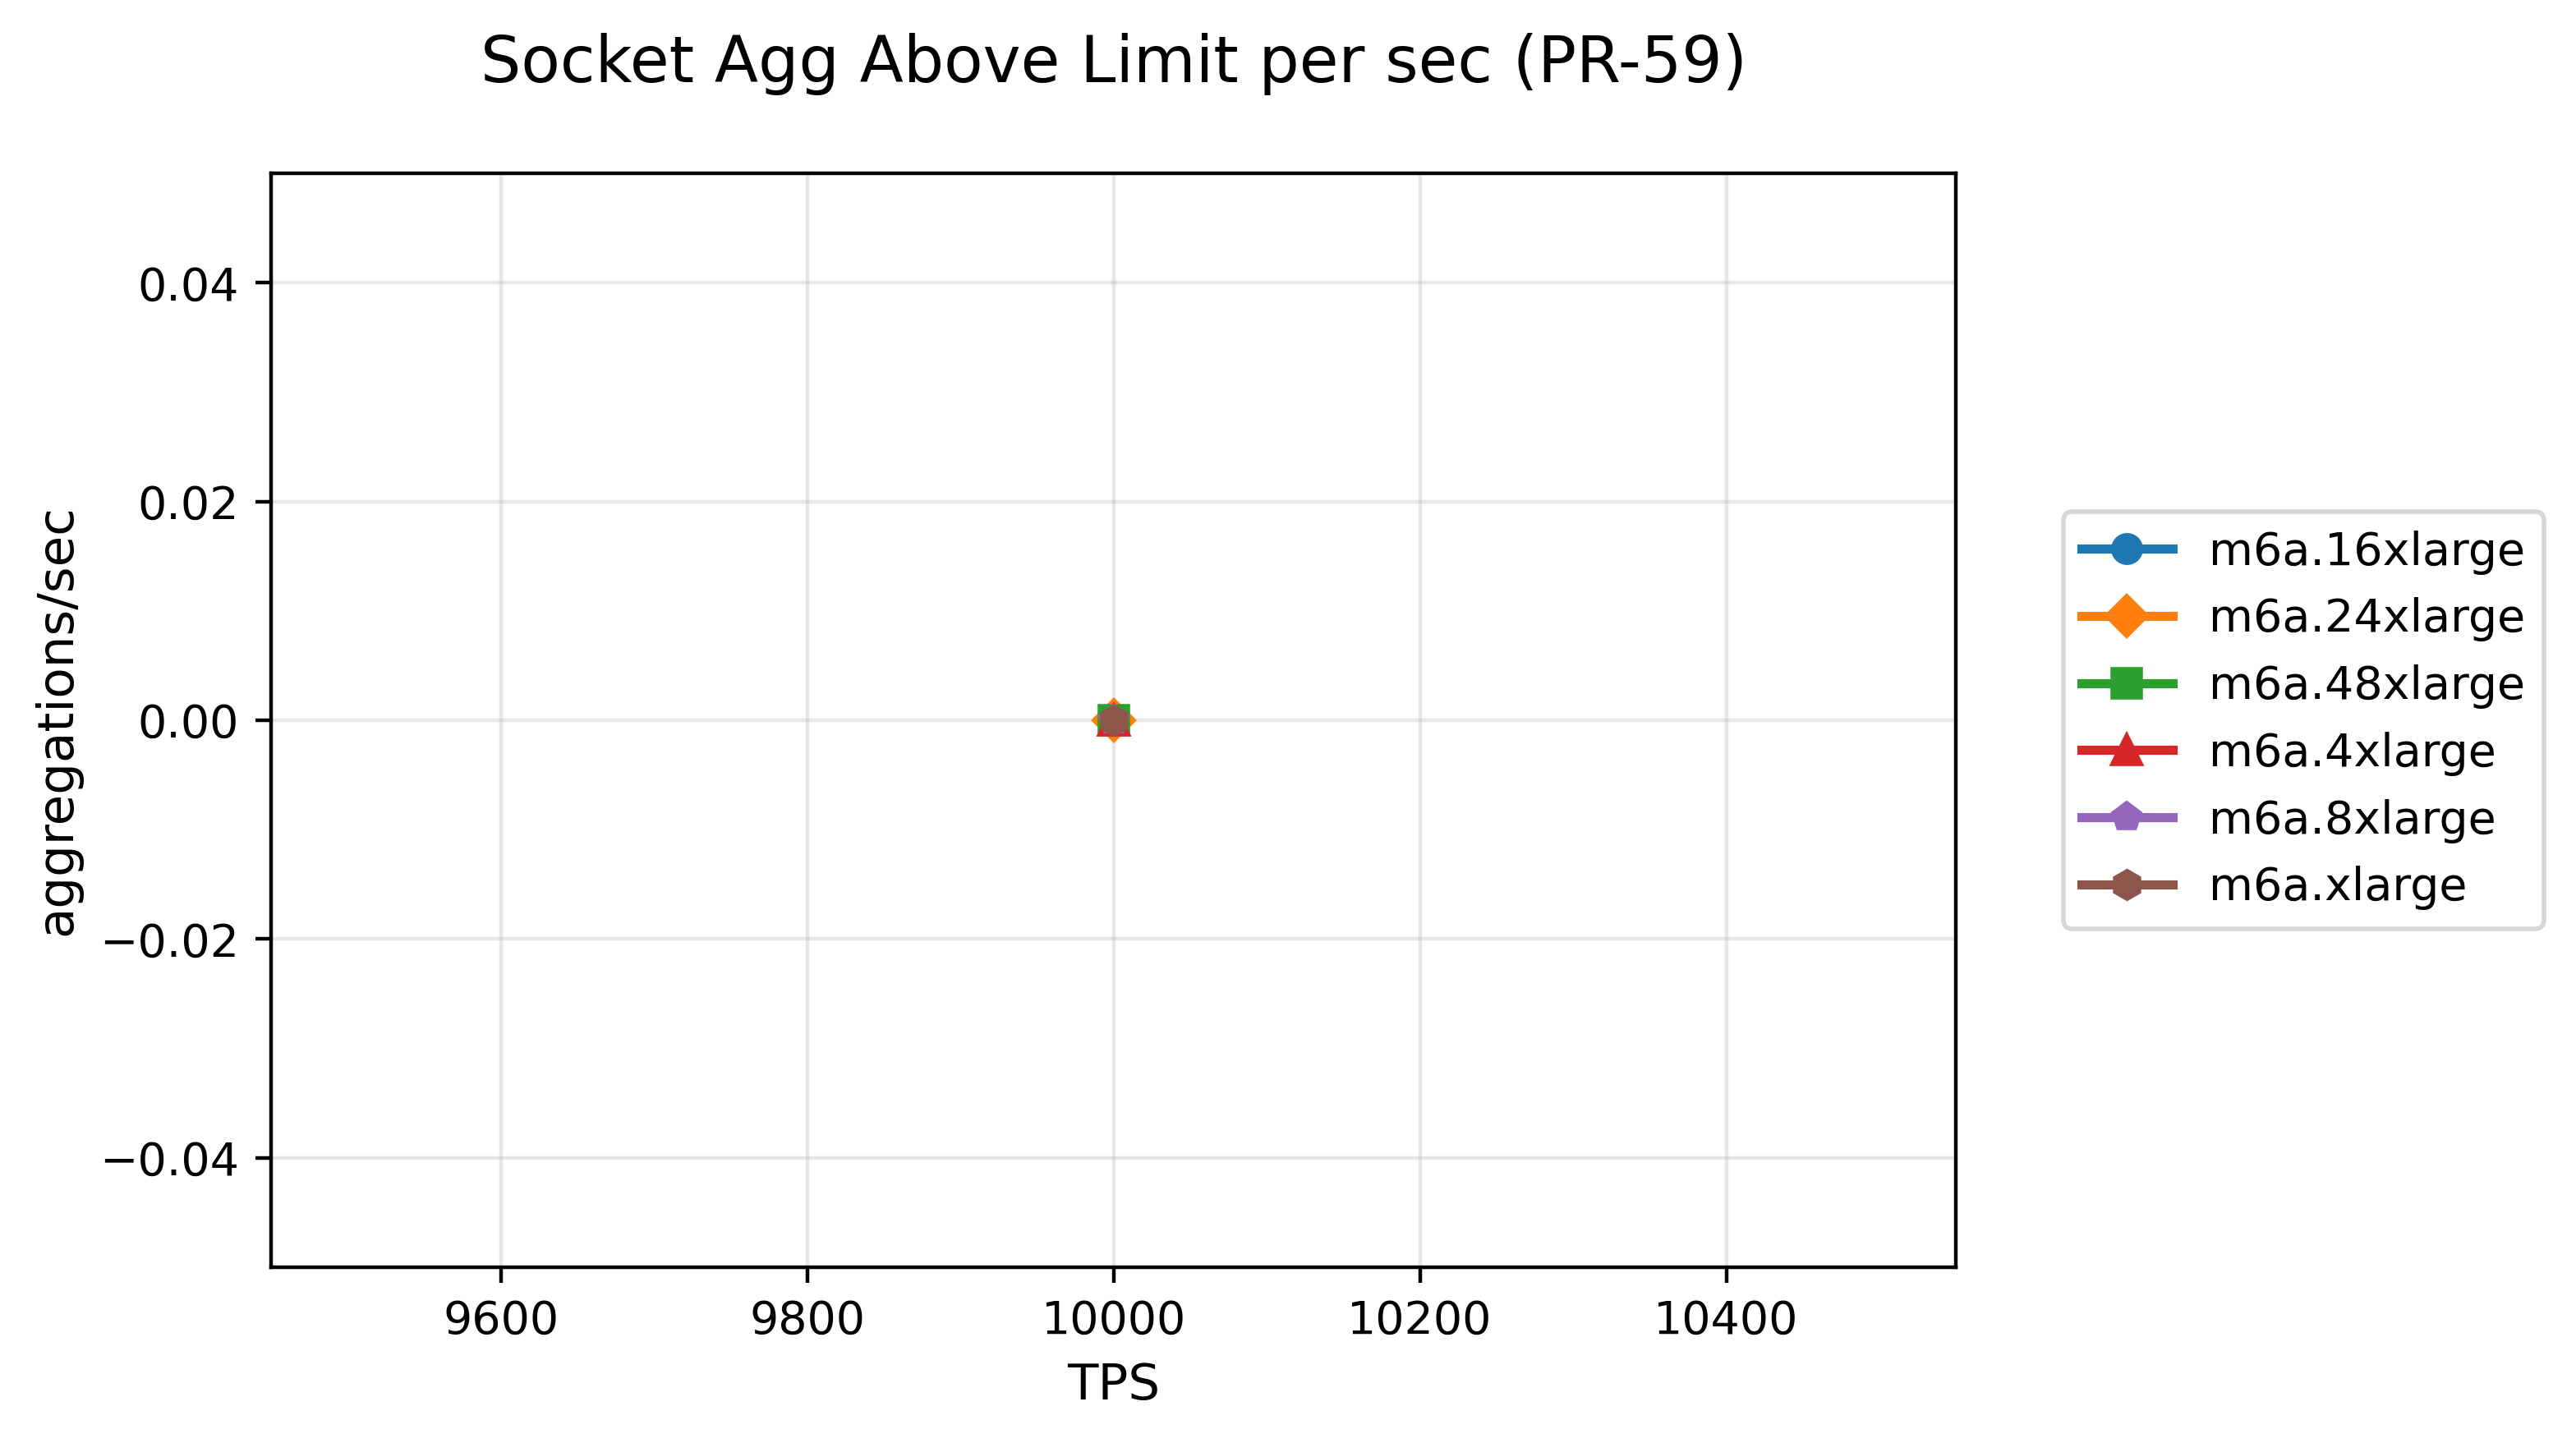 Socket Agg Above Limit per sec (PR-59)
aggregations/sec
0.04
0.02
0.00
−0.02
−0.04
9600
9800
10000
10200
10400
TPS
m6a.16xlarge
m6a.24xlarge
m6a.48xlarge
m6a.4xlarge
m6a.8xlarge
m6a.xlarge